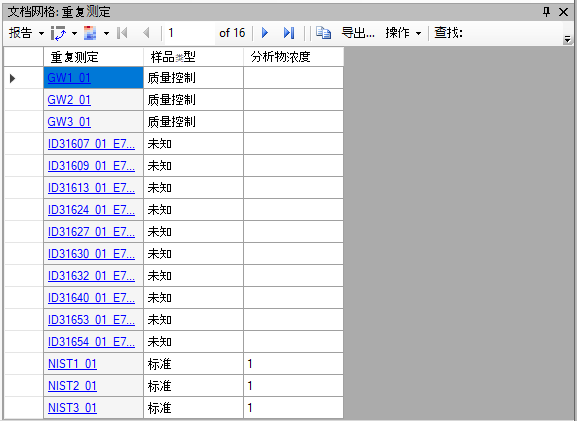 文档网格: 重复测定
报告 1 of 16 导出... 操作 查找:
重复测定 样品类型 分析物浓度
GW1_01 质量控制
GW2_01 质量控制
GW3_01 质量控制
ID31607_01_E7... 未知
ID31609_01_E7... 未知
ID31613_01_E7... 未知
ID31624_01_E7... 未知
ID31627_01_E7... 未知
ID31630_01_E7... 未知
ID31632_01_E7... 未知
ID31640_01_E7... 未知
ID31653_01_E7... 未知
ID31654_01_E7... 未知
NIST1_01 标准 1
NIST2_01 标准 1
NIST3_01 标准 1